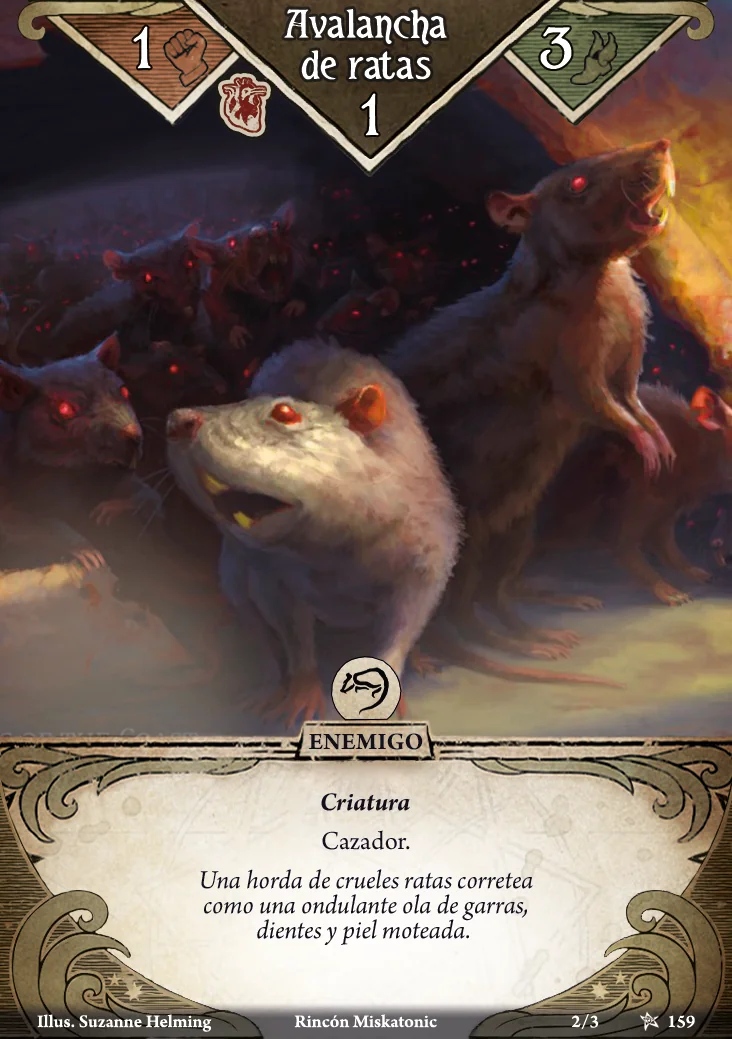 1
Avalancha
de ratas
1
3
ENEMIGO
Criatura
Cazador.
Una horda de crueles ratas corretea
como una ondulante ola de garras,
dientes y piel moteada.
Illus. Suzanne Helming Rincón Miskatonic 2/3 159